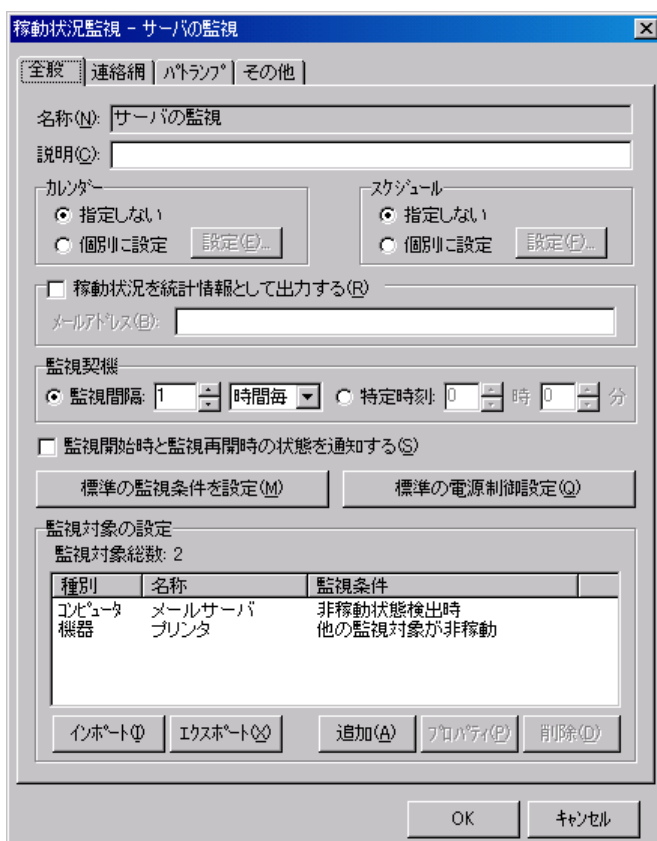 稼動状況監視 - サーバの監視
全般 連絡網 パトランプ その他
名称(N): サーバの監視
説明(C):
カレンダー スケジュール
指定しない 指定しない
個別に設定 設定(E)... 個別に設定 設定(F)...
稼動状況を統計情報として出力する(R)
メールアドレス(B):
監視契機
監視間隔: 1 時間毎 特定時刻: 0 時 0 分
監視開始時と監視再開時の状態を通知する(S)
標準の監視条件を設定(M) 標準の電源制御設定(Q)
監視対象の設定
監視対象総数: 2
種別 名称 監視条件
コンピュータ メールサーバ 非稼動状態検出時
機器 プリンタ 他の監視対象が非稼動
インポート(I) エクスポート(X) 追加(A) プロパティ(P) 削除(D)
OK キャンセル